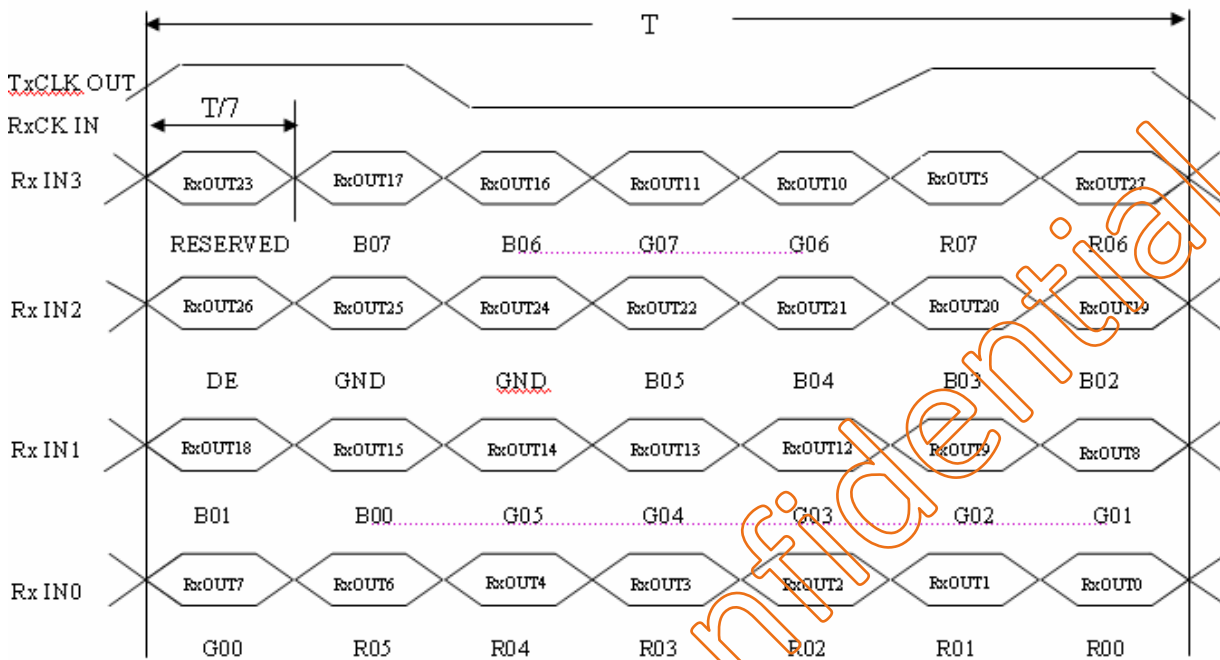 T
TxCLK OUT
T/7
RxCK IN
Rx IN3 RxOUT23 RxOUT17 RxOUT16 RxOUT11 RxOUT10 RxOUT5 RxOUT27
RESERVED B07 B06 G07 G06 R07 R06
Rx IN2 RxOUT26 RxOUT25 RxOUT24 RxOUT22 RxOUT21 RxOUT20 RxOUT19
DE GND GND B05 B04 B03 B02
Rx IN1 RxOUT18 RxOUT15 RxOUT14 RxOUT13 RxOUT12 RxOUT9 RxOUT8
B01 B00 G05 G04 G03 G02 G01
Rx IN0 RxOUT7 RxOUT6 RxOUT4 RxOUT3 RxOUT2 RxOUT1 RxOUT0
G00 R05 R04 R03 R02 R01 R00
nfidential